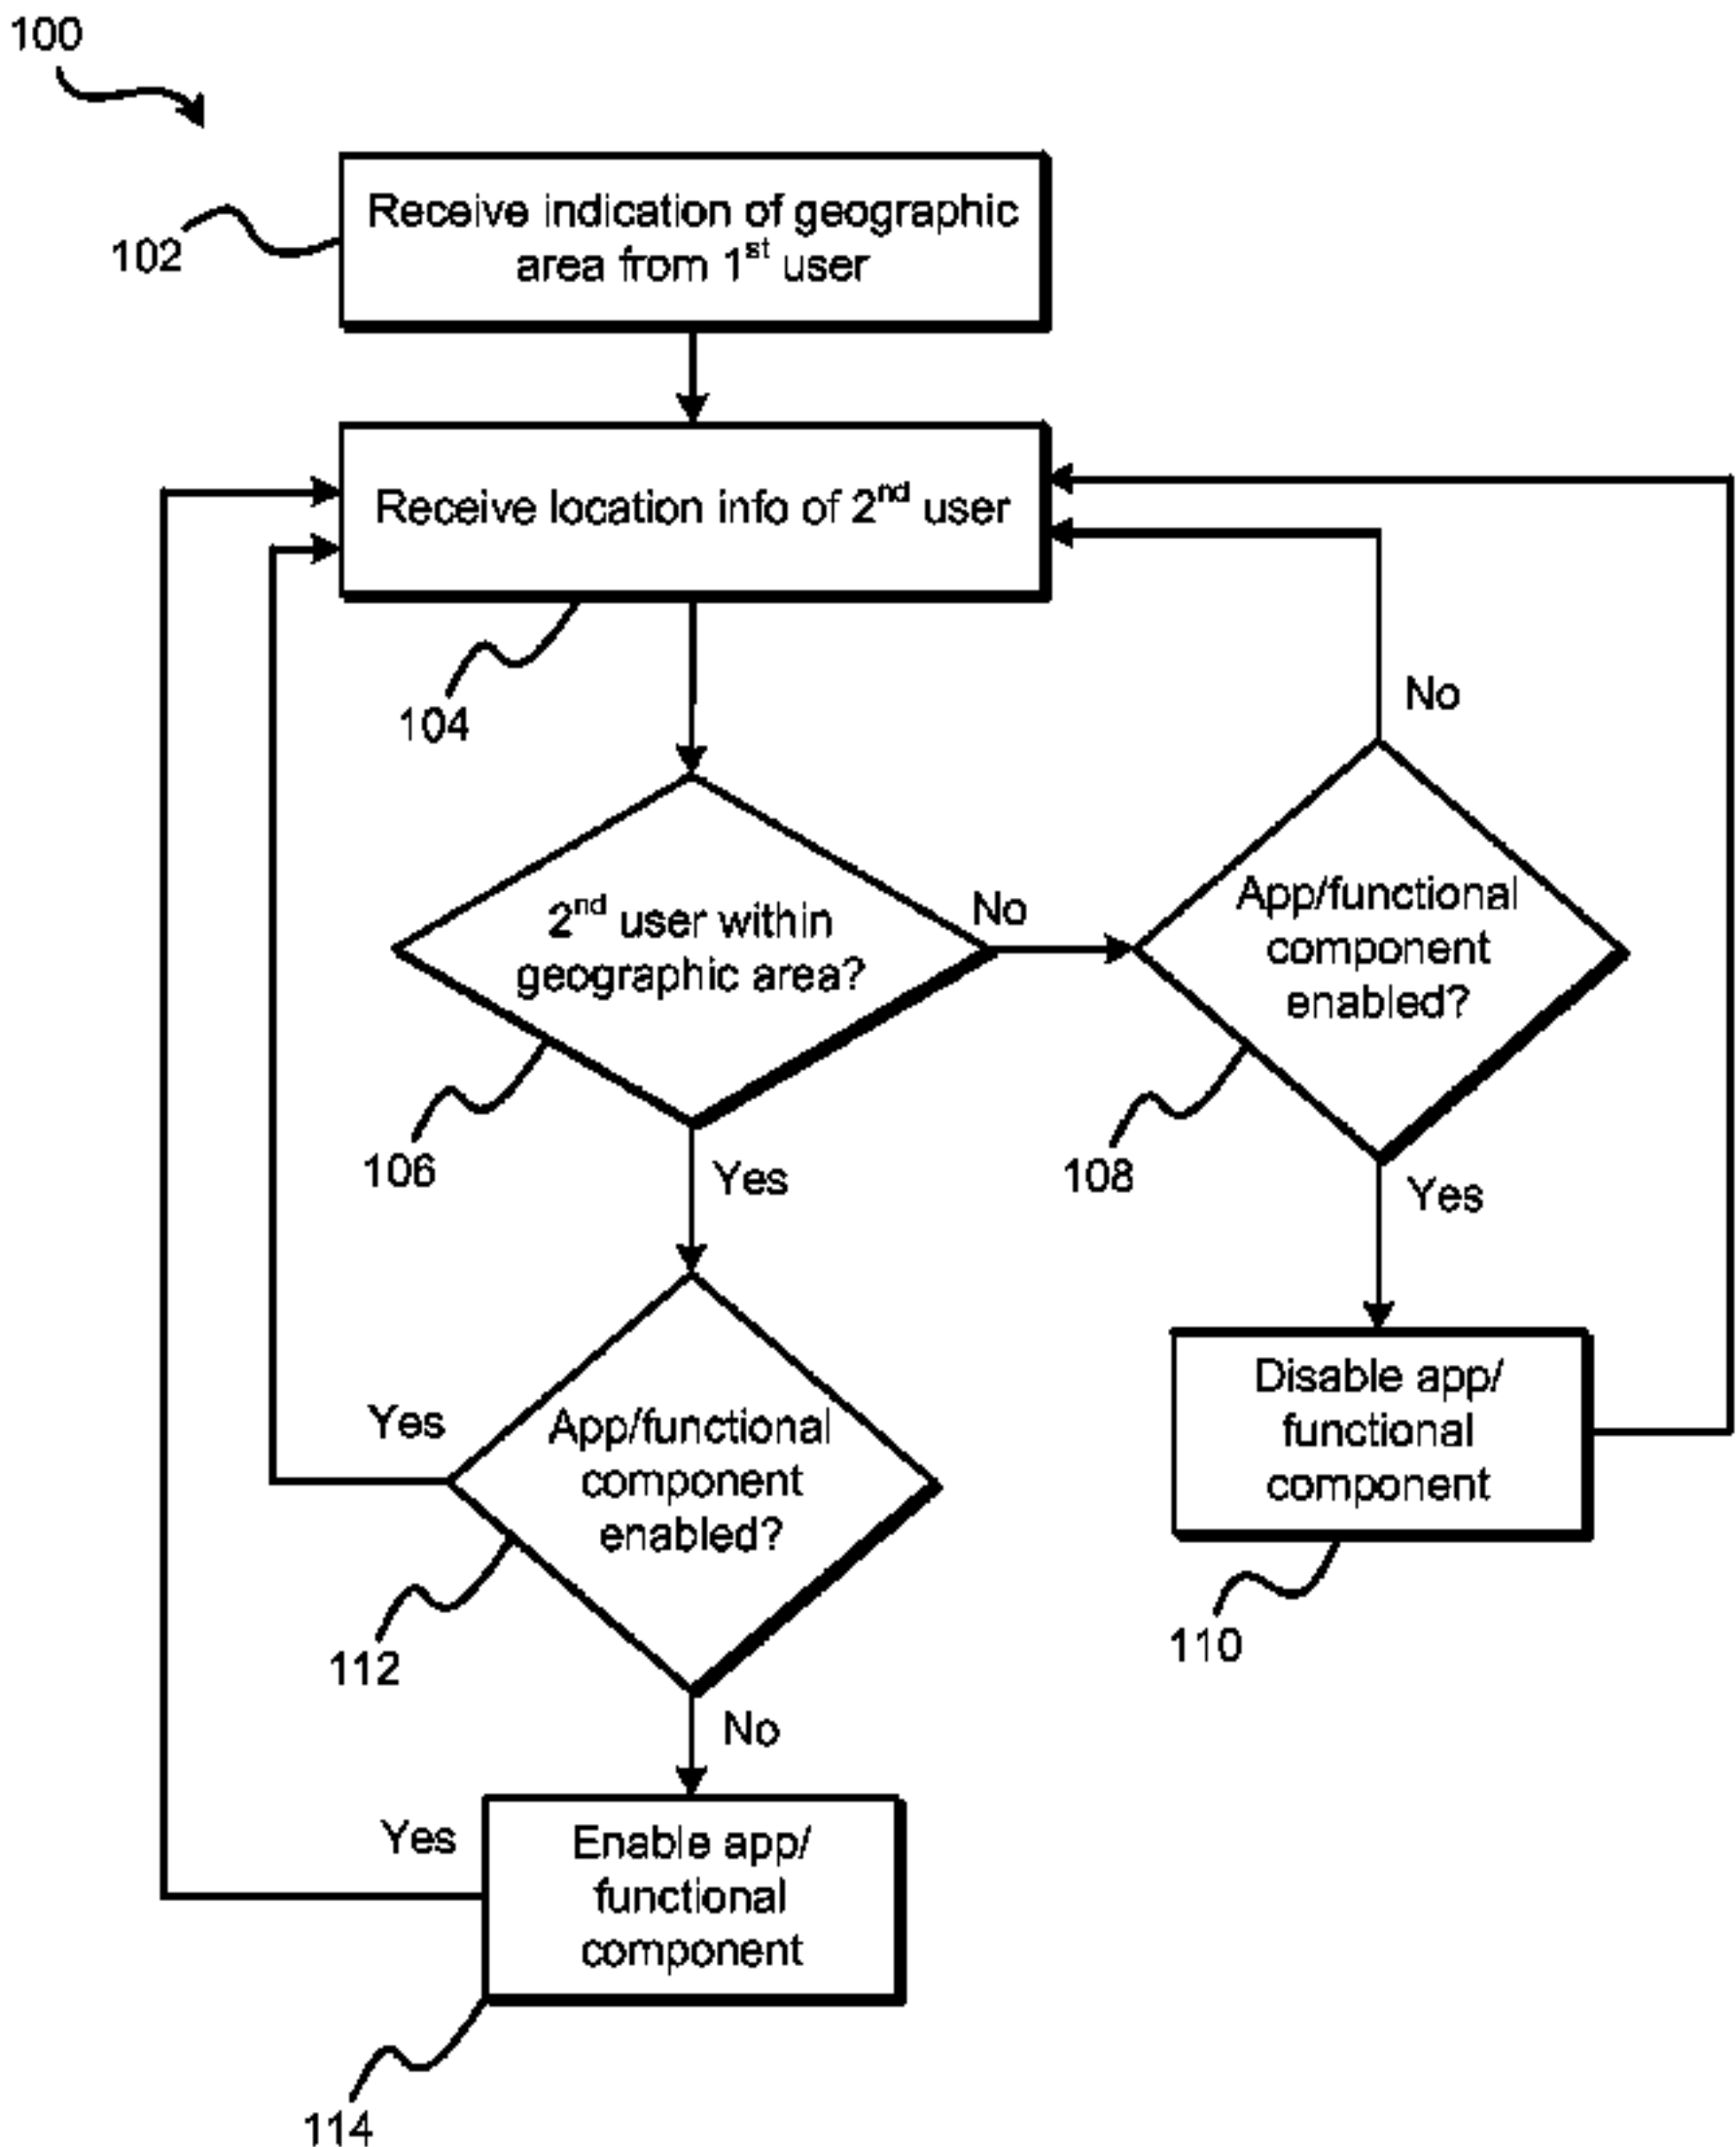 100
Receive indication of geographic
area from 1st user
102
Receive location info of 2nd user
104
No
2nd user within
geographic area?
No
App/functional
component
enabled?
106
Yes
108
Yes
Disable app/
functional
component
Yes
App/functional
component
enabled?
112
110
No
Yes
Enable app/
functional
component
114